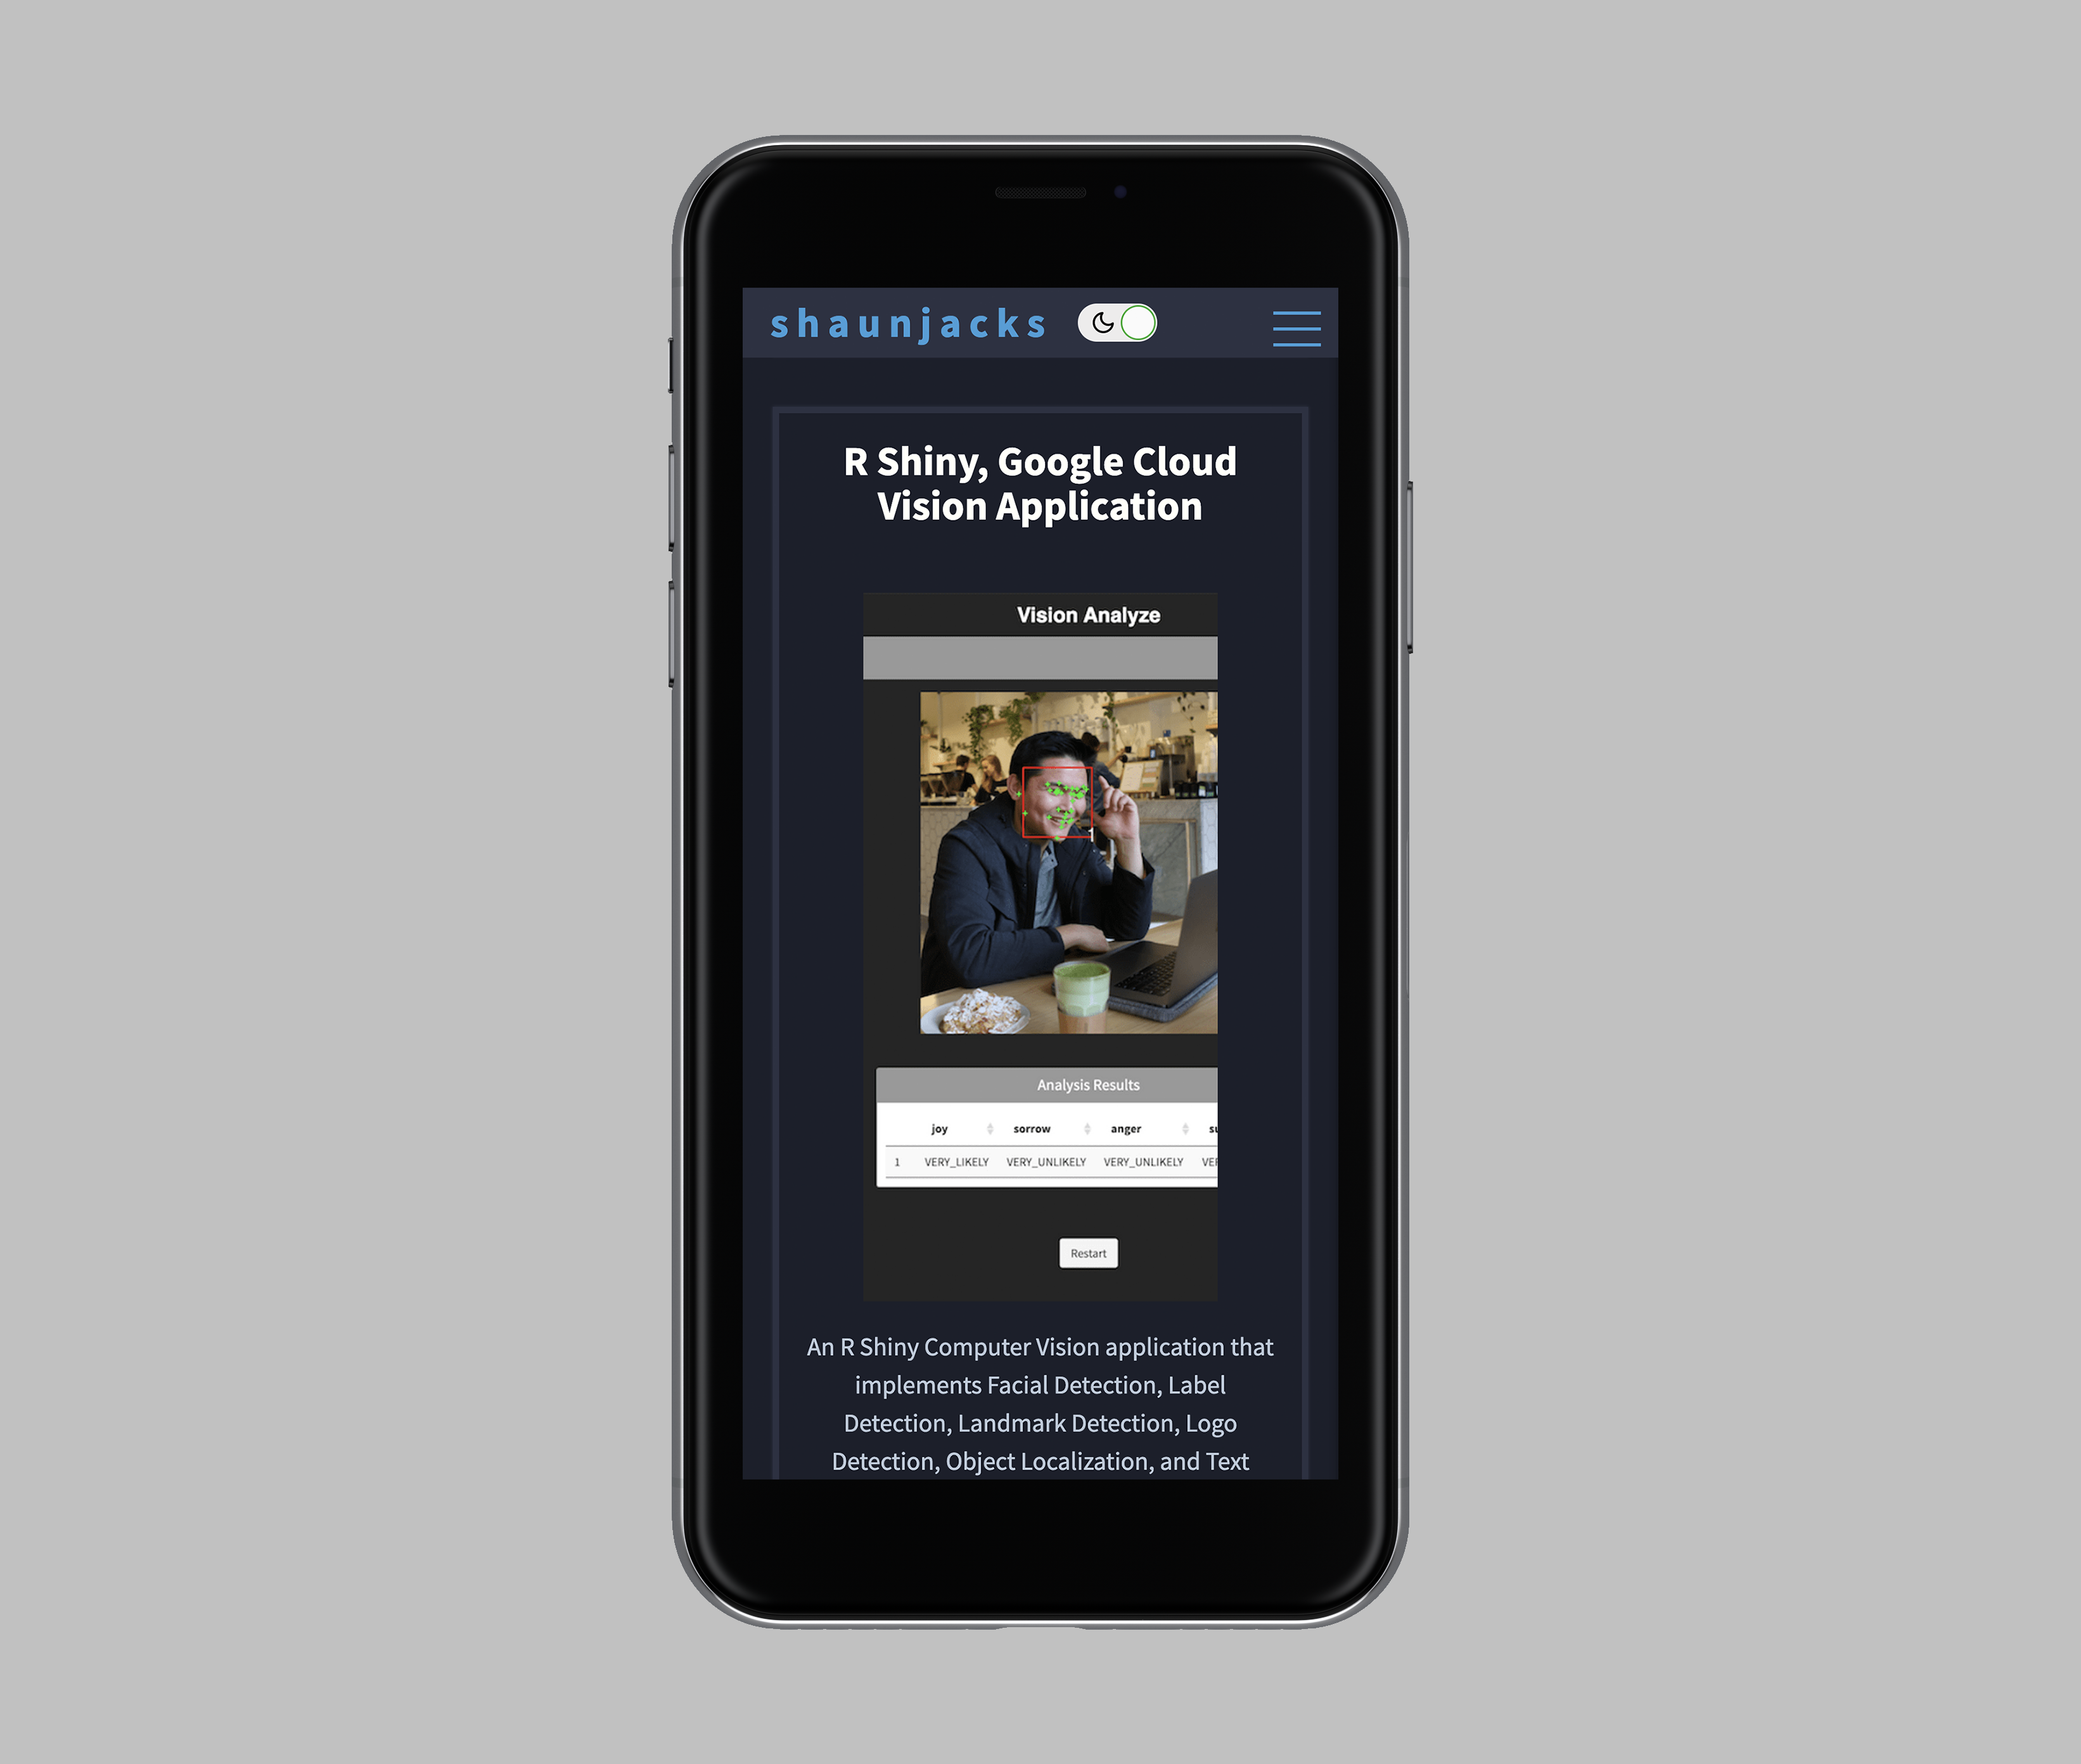 shaunjacks
R Shiny, Google Cloud
Vision Application
Vision Analyze
1
Analysis Results
joy sorrow anger su
1 VERY_LIKELY VERY_UNLIKELY VERY_UNLIKELY VER
Restart
An R Shiny Computer Vision application that
implements Facial Detection, Label
Detection, Landmark Detection, Logo
Detection, Object Localization, and Text